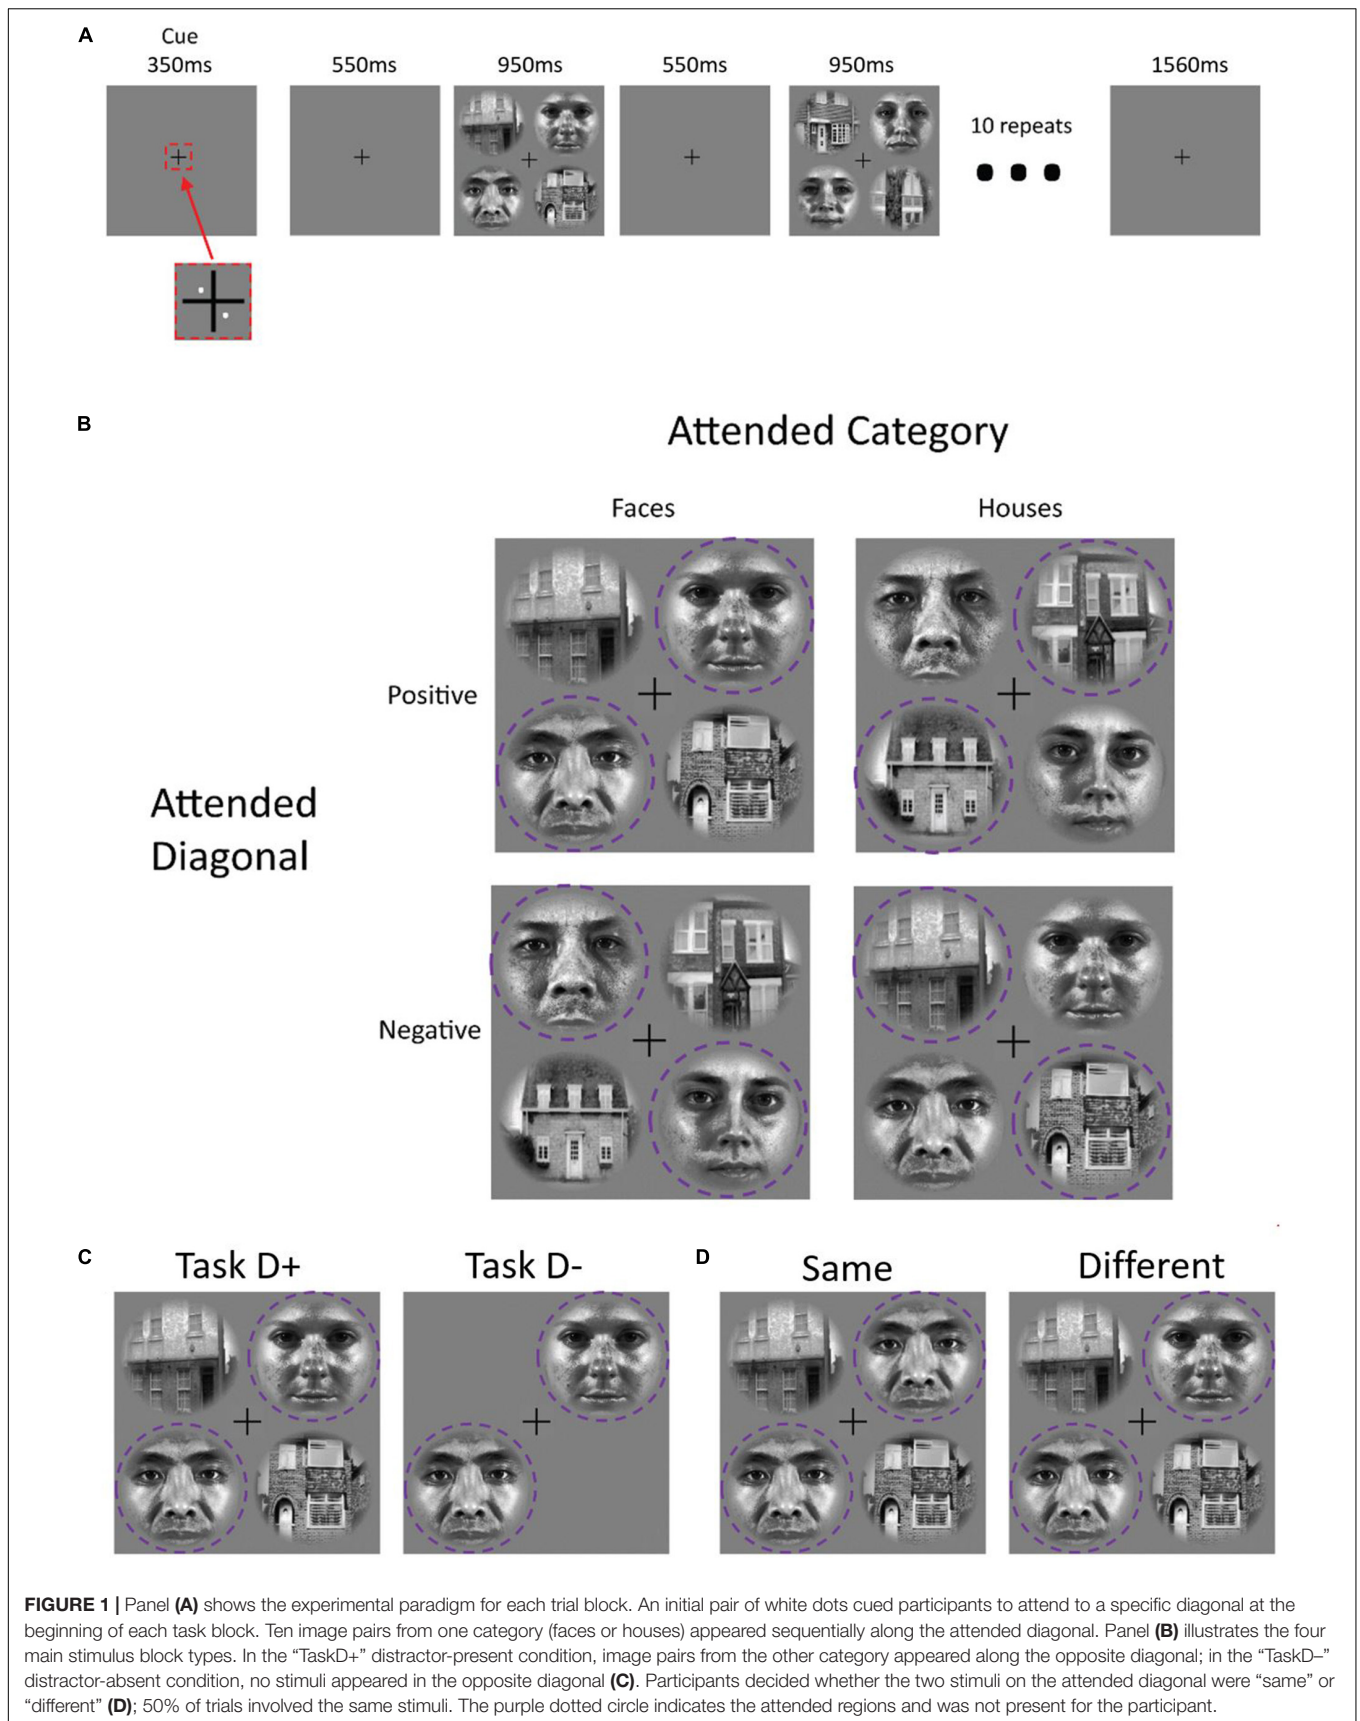 A
Cue
350ms
550ms
950ms
550ms
950ms
1560ms
10 repeats
B
Attended Category
Faces
Houses
Positive
Attended
Diagonal
Negative
C
Task D+
Task D-
D
Same
Different
FIGURE 1 | Panel (A) shows the experimental paradigm for each trial block. An initial pair of white dots cued participants to attend to a specific diagonal at the
beginning of each task block. Ten image pairs from one category (faces or houses) appeared sequentially along the attended diagonal. Panel (B) illustrates the four
main stimulus block types. In the “TaskD+” distractor-present condition, image pairs from the other category appeared along the opposite diagonal; in the “TaskD–”
distractor-absent condition, no stimuli appeared in the opposite diagonal (C). Participants decided whether the two stimuli on the attended diagonal were “same” or
“different” (D); 50% of trials involved the same stimuli. The purple dotted circle indicates the attended regions and was not present for the participant.